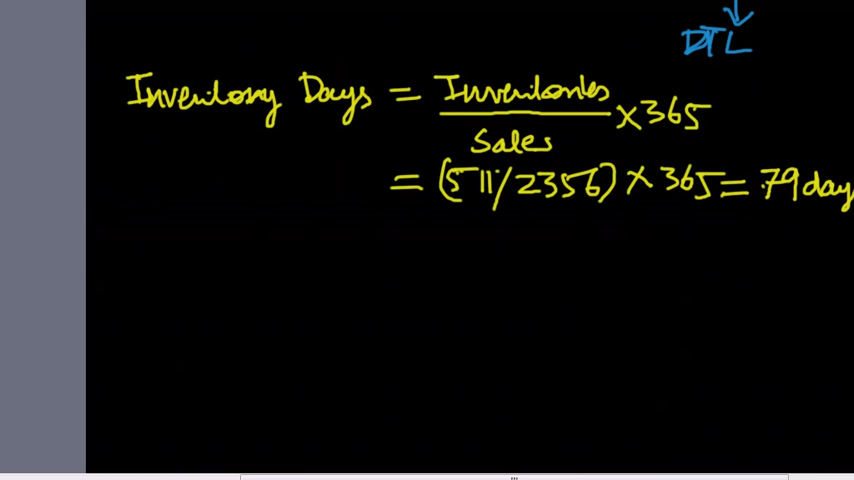 DTL
Inventory Days = Inventories / Sales × 365
= (511/2356) × 365 = 79 days